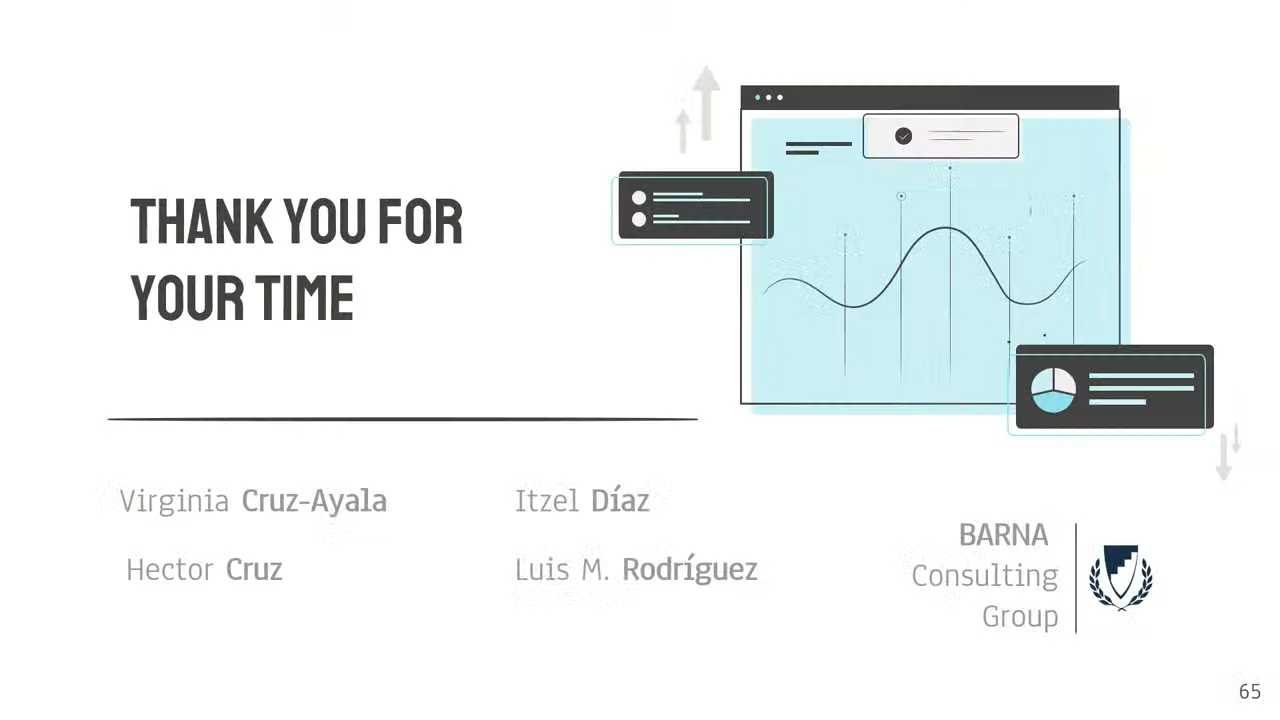 THANK YOU FOR
YOUR TIME
Virginia Cruz-Ayala
Itzel Díaz
Hector Cruz
Luis M. Rodríguez
BARNA
Consulting
Group
65